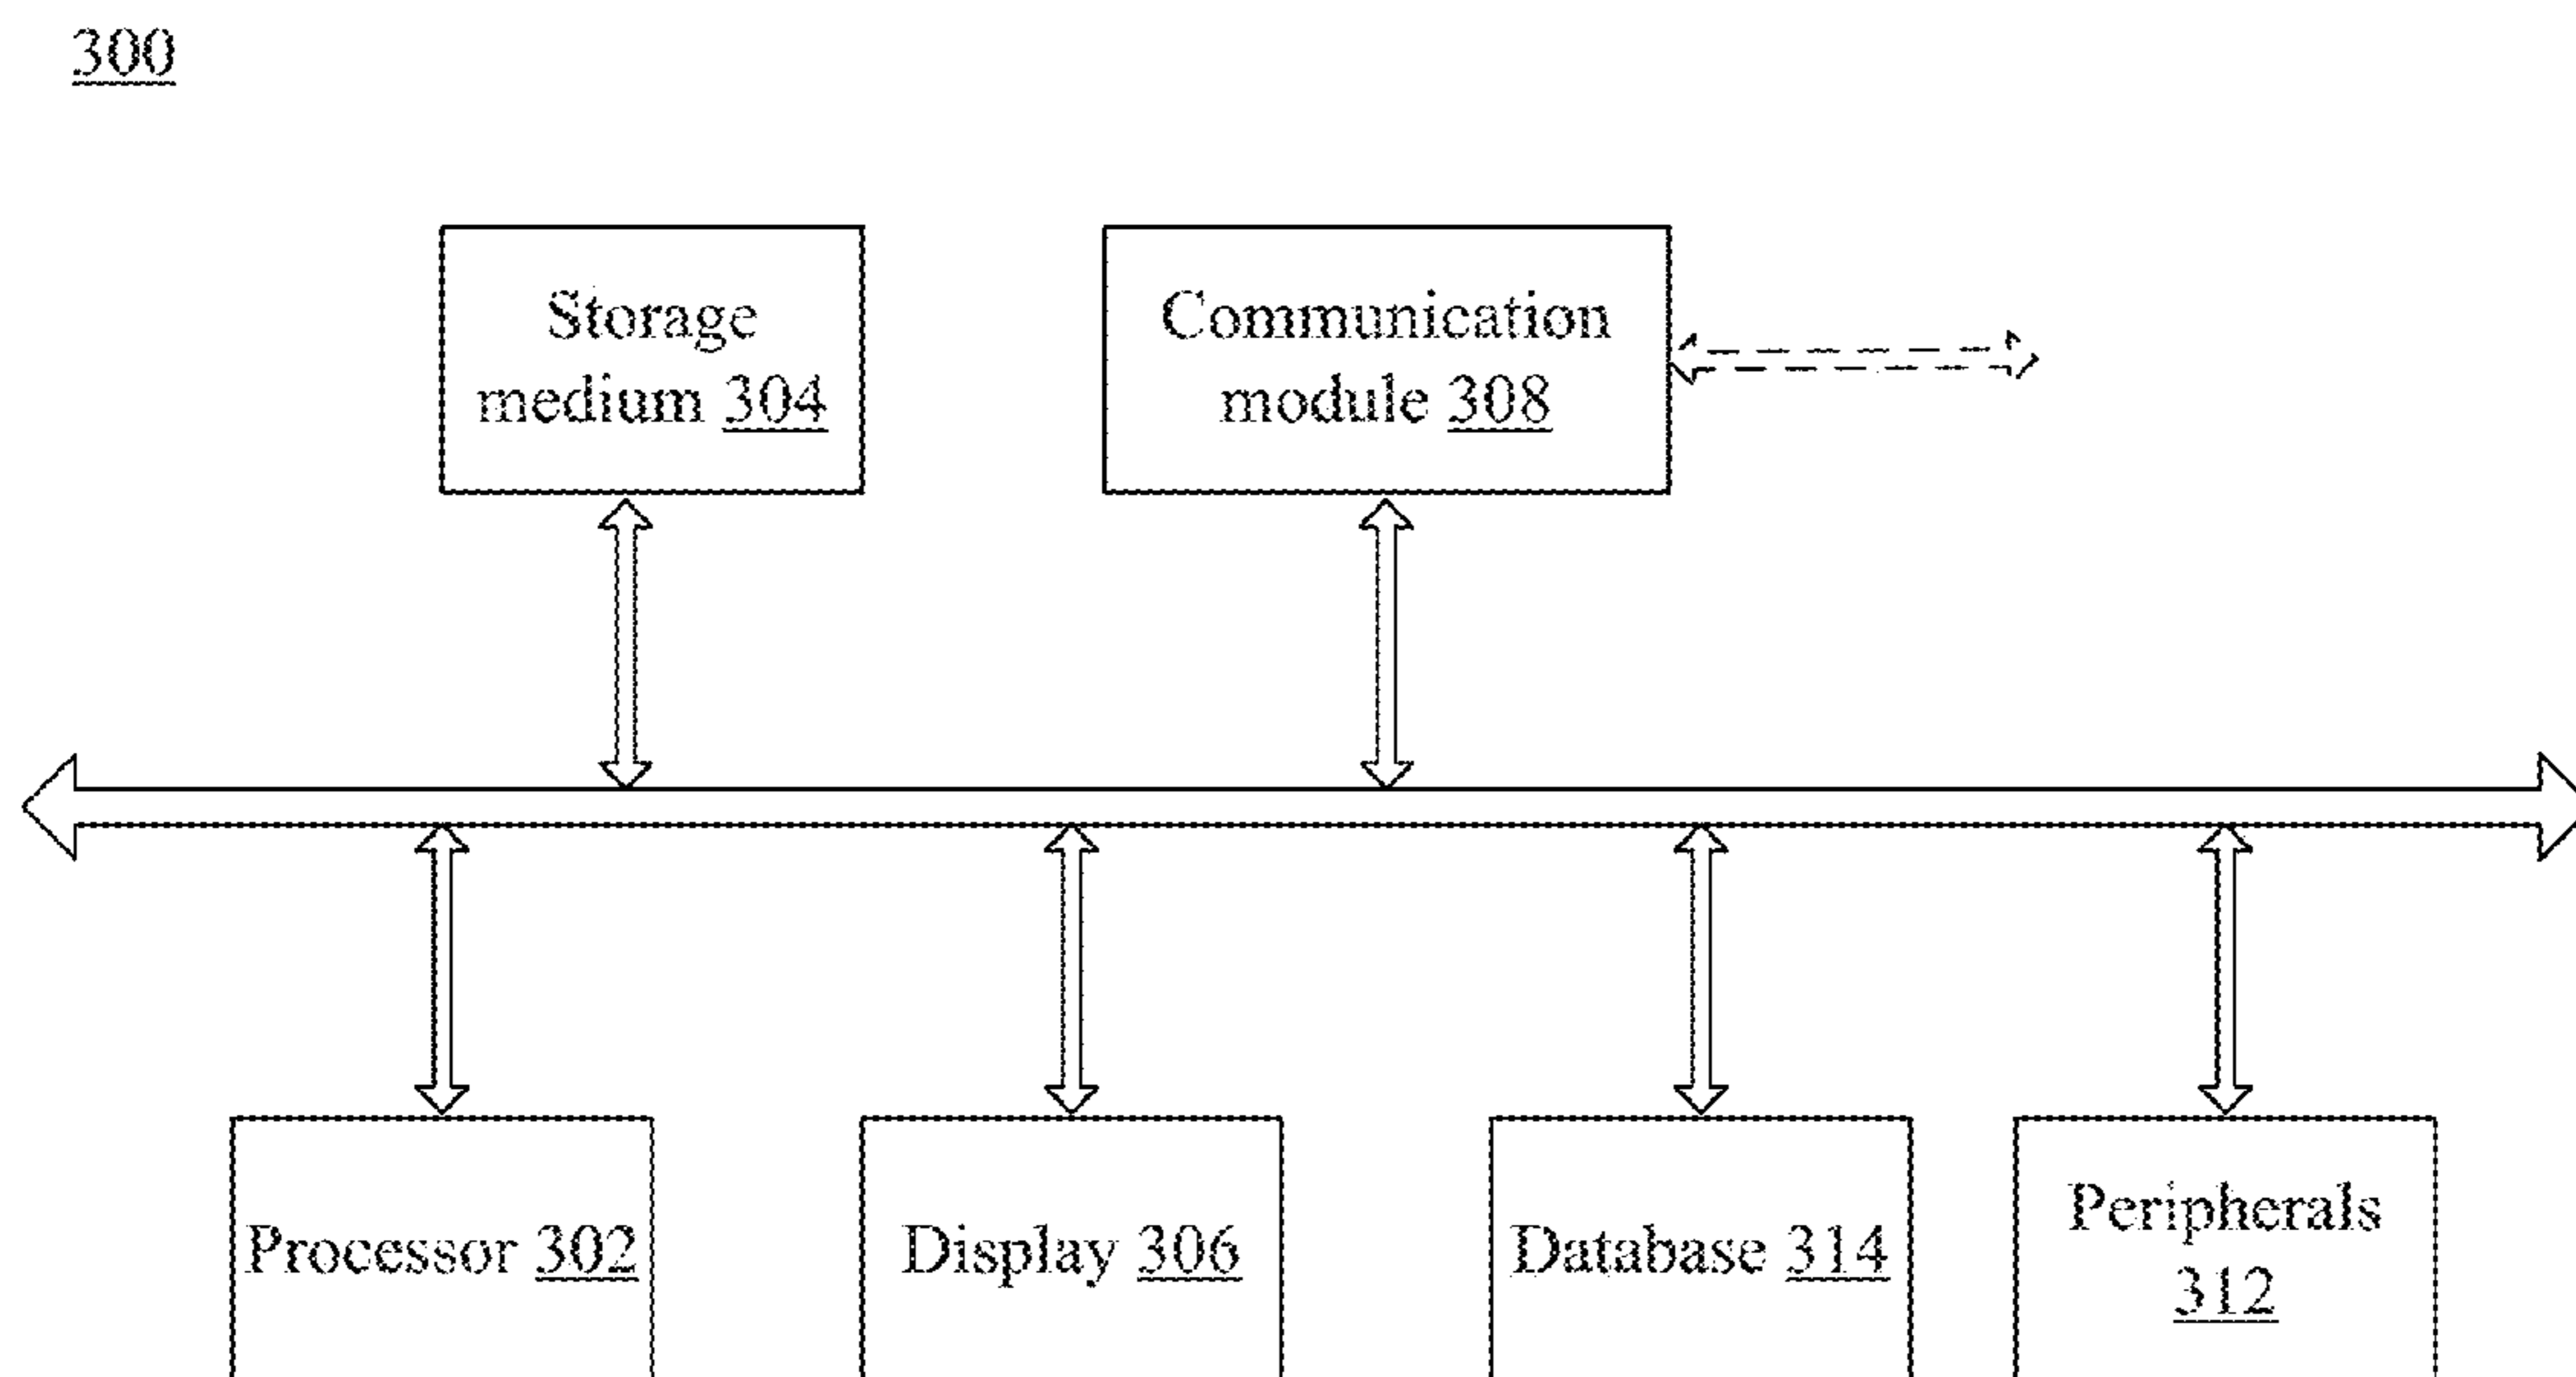 300
Storage
medium 304
Communication
module 308
Processor 302
Display 306
Database 314
Peripherals
312